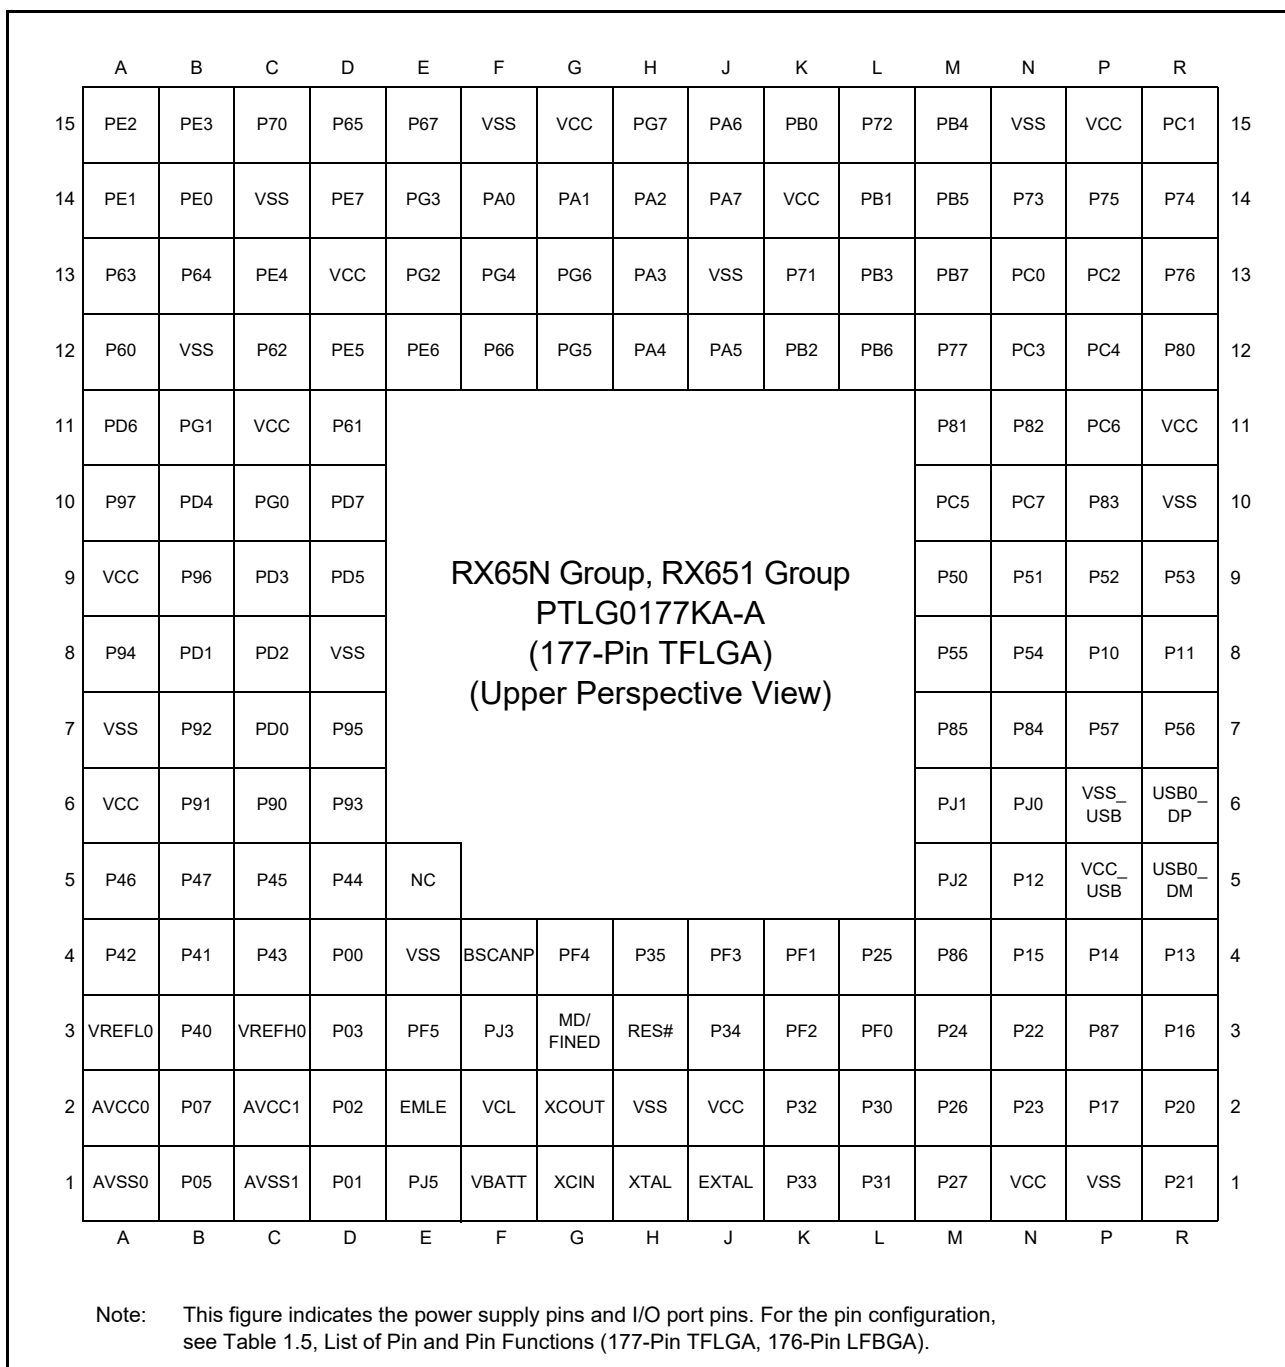 A B C D E F G H J K L M N P R
15 PE2 PE3 P70 P65 P67 VSS VCC PG7 PA6 PB0 P72 PB4 VSS VCC PC1 15
14 PE1 PE0 VSS PE7 PG3 PA0 PA1 PA2 PA7 VCC PB1 PB5 P73 P75 P74 14
13 P63 P64 PE4 VCC PG2 PG4 PG6 PA3 VSS P71 PB3 PB7 PC0 PC2 P76 13
12 P60 VSS P62 PE5 PE6 P66 PG5 PA4 PA5 PB2 PB6 P77 PC3 PC4 P80 12
11 PD6 PG1 VCC P61 P81 P82 PC6 VCC 11
10 P97 PD4 PG0 PD7 PC5 PC7 P83 VSS 10
9 VCC P96 PD3 PD5 P50 P51 P52 P53 9
8 P94 PD1 PD2 VSS P55 P54 P10 P11 8
7 VSS P92 PD0 P95 P85 P84 P57 P56 7
6 VCC P91 P90 P93 PJ1 PJ0 VSS_ USB USB0_ DP 6
5 P46 P47 P45 P44 NC PJ2 P12 VCC_ USB USB0_ DM 5
RX65N Group, RX651 Group
PTLG0177KA-A
(177-Pin TFLGA)
(Upper Perspective View)
4 P42 P41 P43 P00 VSS BSCANP PF4 P35 PF3 PF1 P25 P86 P15 P14 P13 4
3 VREFL0 P40 VREFH0 P03 PF5 PJ3 MD/ FINED RES# P34 PF2 PF0 P24 P22 P87 P16 3
2 AVCC0 P07 AVCC1 P02 EMLE VCL XCOUT VSS VCC P32 P30 P26 P23 P17 P20 2
1 AVSS0 P05 AVSS1 P01 PJ5 VBATT XCIN XTAL EXTAL P33 P31 P27 VCC VSS P21 1
A B C D E F G H J K L M N P R
Note: This figure indicates the power supply pins and I/O port pins. For the pin configuration,
see Table 1.5, List of Pin and Pin Functions (177-Pin TFLGA, 176-Pin LFBGA).